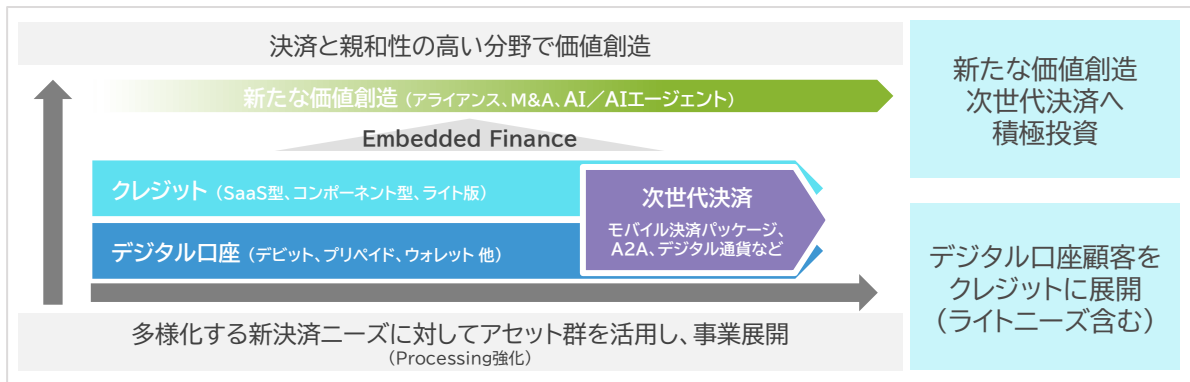 決済と親和性の高い分野で価値創造
新たな価値創造（アライアンス、M&A、AI／AIエージェント）
Embedded Finance
クレジット（SaaS型、コンポーネント型、ライト版）
デジタル口座（デビット、プリペイド、ウォレット 他）
次世代決済
モバイル決済パッケージ、
A2A、デジタル通貨など
多様化する新決済ニーズに対してアセット群を活用し、事業展開
（Processing強化）
新たな価値創造
次世代決済へ
積極投資
デジタル口座顧客を
クレジットに展開
（ライトニーズ含む）